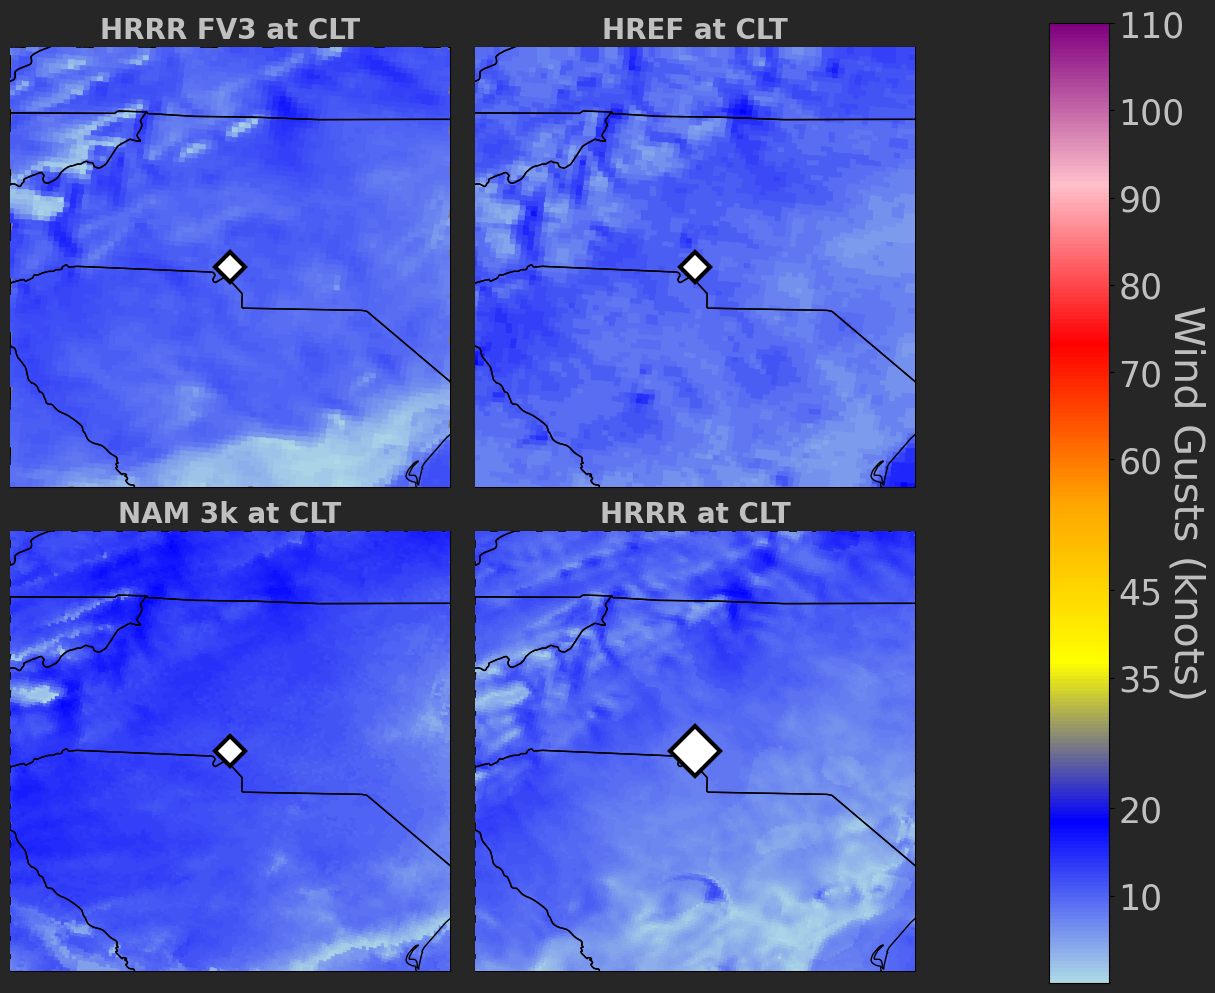 HRRR FV3 at CLT
HREF at CLT
NAM 3k at CLT
HRRR at CLT
110
100
90
80
70
60
45
35
20
10
Wind Gusts (knots)